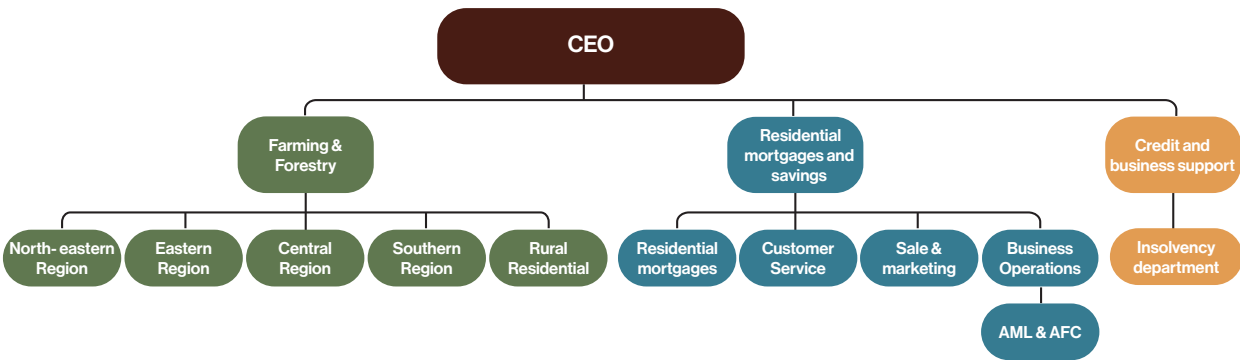 CEO
Farming &
Forestry
Residential
mortgages and
savings
Credit and
business support
North- eastern
Region
Eastern
Region
Central
Region
Southern
Region
Rural
Residential
Residential
mortgages
Customer
Service
Sale &
marketing
Business
Operations
Insolvency
department
AML & AFC